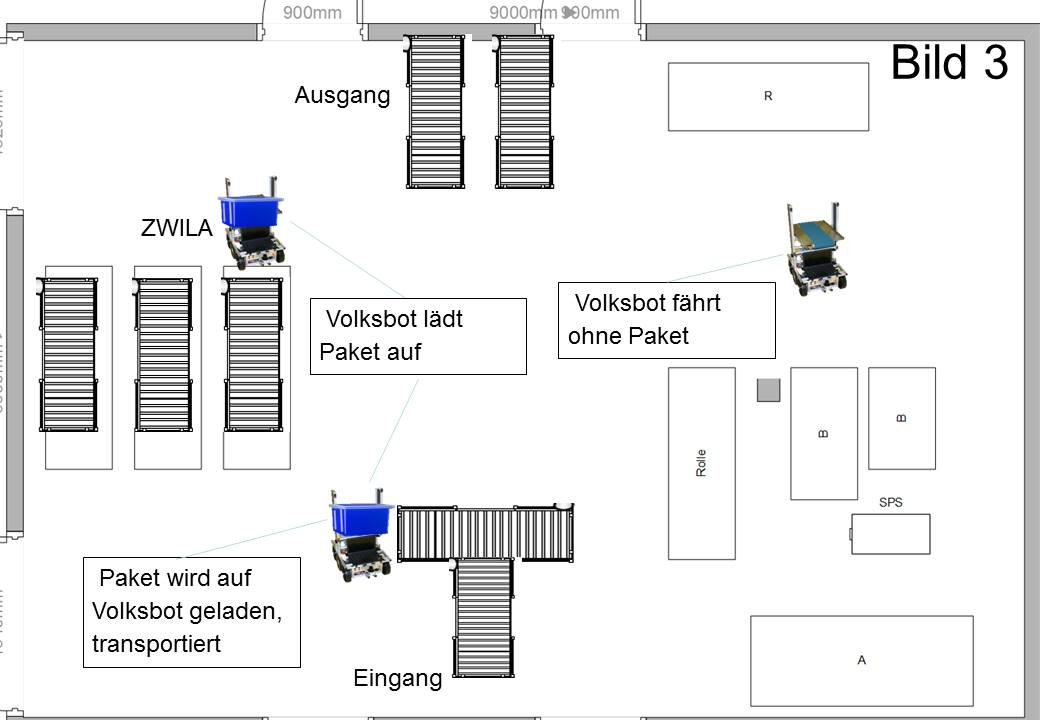 900mm
9000mm
900mm
Bild 3
Ausgang
R
ZWILA
Volksbot lädt
Paket auf
Volksbot fährt
ohne Paket
Rolle
B
B
SPS
Paket wird auf
Volksbot geladen,
transportiert
Eingang
A